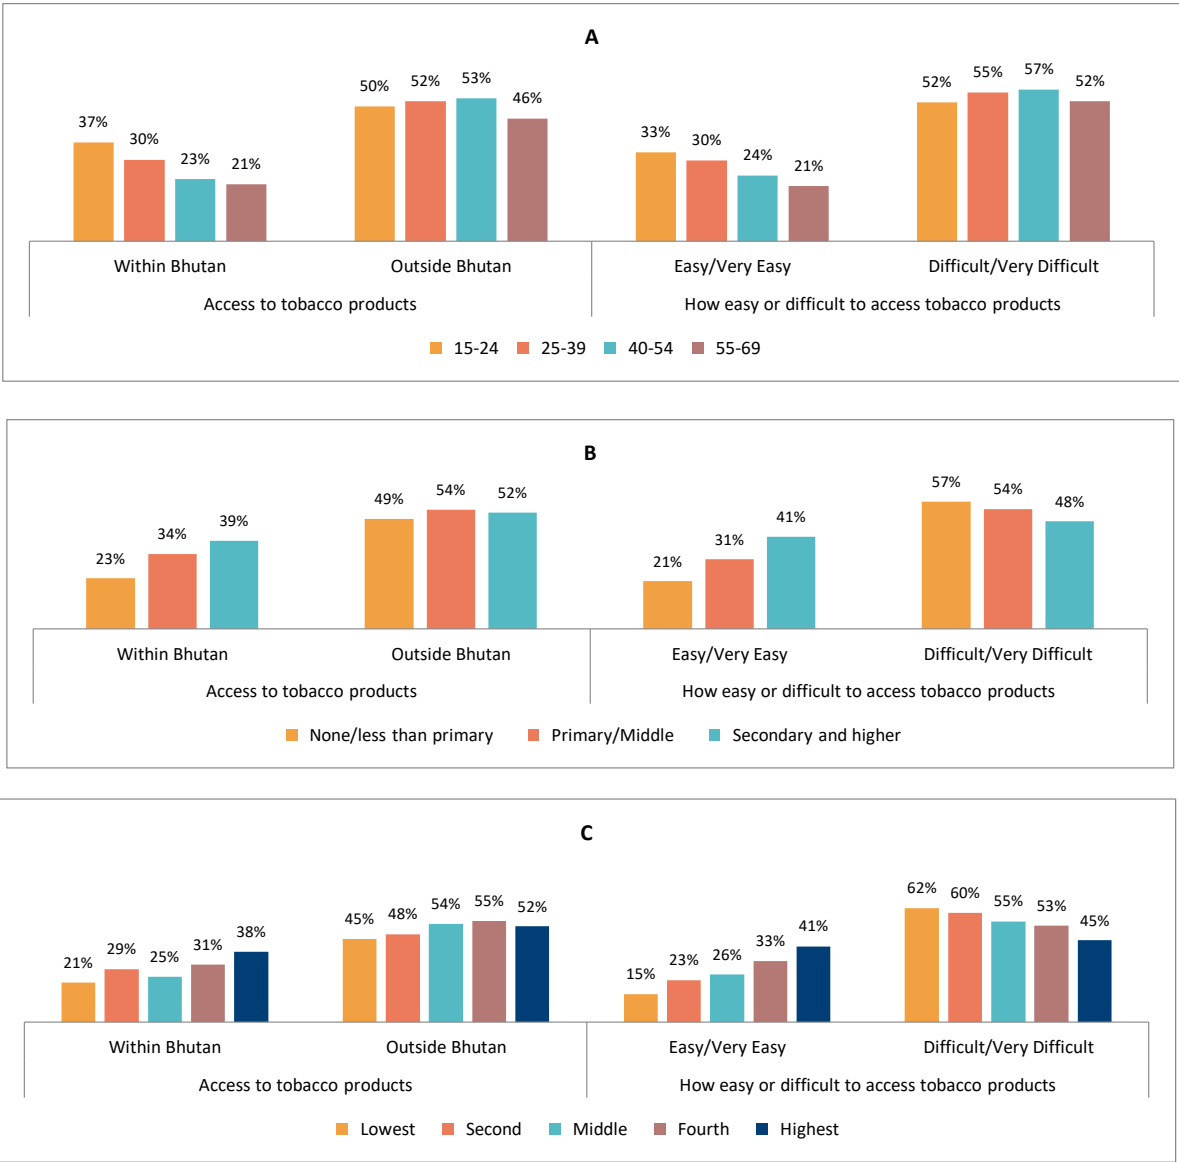 A
37% 30% 23% 21% 50% 52% 53% 46% 33% 30% 24% 21% 52% 55% 57% 52%
Within Bhutan Outside Bhutan Easy/Very Easy Difficult/Very Difficult
Access to tobacco products How easy or difficult to access tobacco products
15-24 25-39 40-54 55-69
B
23% 34% 39% 49% 54% 52% 21% 31% 41% 57% 54% 48%
Within Bhutan Outside Bhutan Easy/Very Easy Difficult/Very Difficult
Access to tobacco products How easy or difficult to access tobacco products
None/less than primary Primary/Middle Secondary and higher
C
21% 29% 25% 31% 38% 45% 48% 54% 55% 52% 15% 23% 26% 33% 41% 62% 60% 55% 53% 45%
Within Bhutan Outside Bhutan Easy/Very Easy Difficult/Very Difficult
Access to tobacco products How easy or difficult to access tobacco products
Lowest Second Middle Fourth Highest